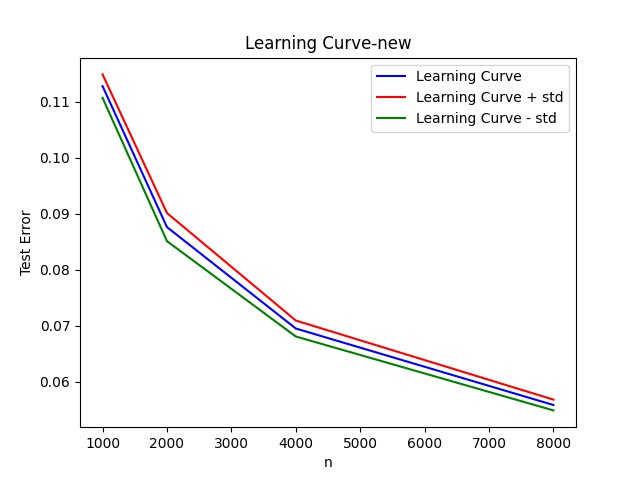 Learning Curve-new
Learning Curve
Learning Curve + std
Learning Curve - std
Test Error
0.11
0.10
0.09
0.08
0.07
0.06
1000 2000 3000 4000 5000 6000 7000 8000
n